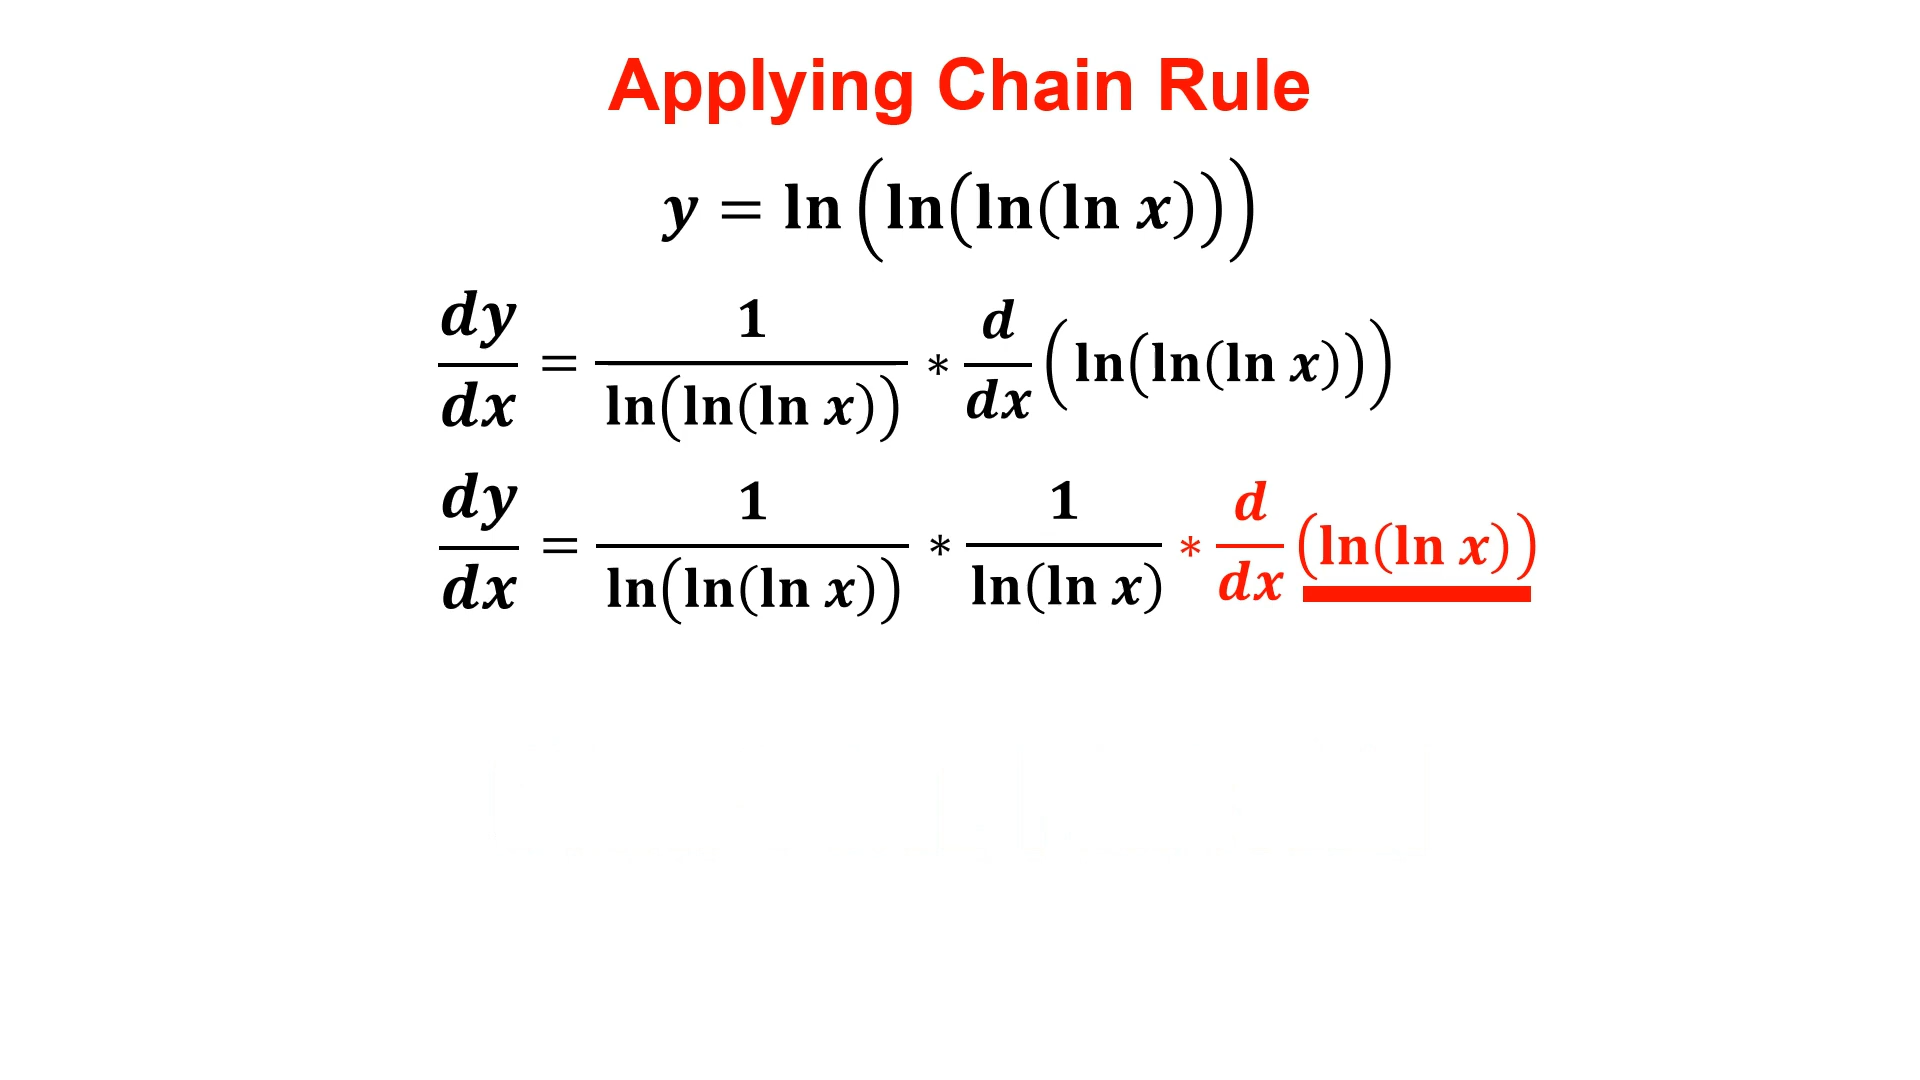 Applying Chain Rule
y = ln(ln(ln(ln x)))
dy/dx = 1/ln(ln(ln x)) * d/dx (ln(ln(ln x)))
dy/dx = 1/ln(ln(ln x)) * 1/ln(ln x) * d/dx (ln(ln x))